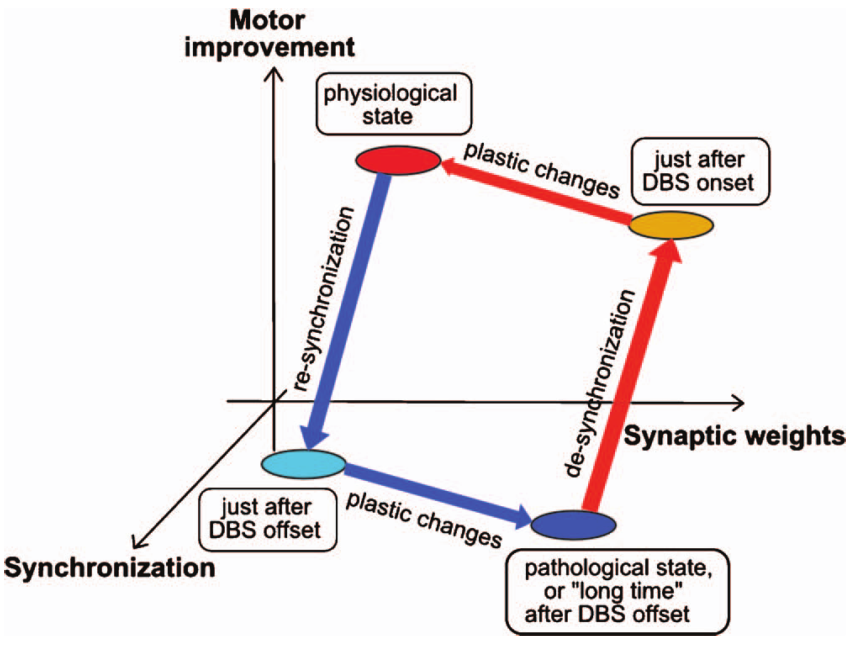 Motor
improvement
physiological
state
plastic changes
just after
DBS onset
re-synchronization
de-synchronization
Synaptic weights
just after
DBS offset
plastic changes
Synchronization
pathological state,
or "long time"
after DBS offset